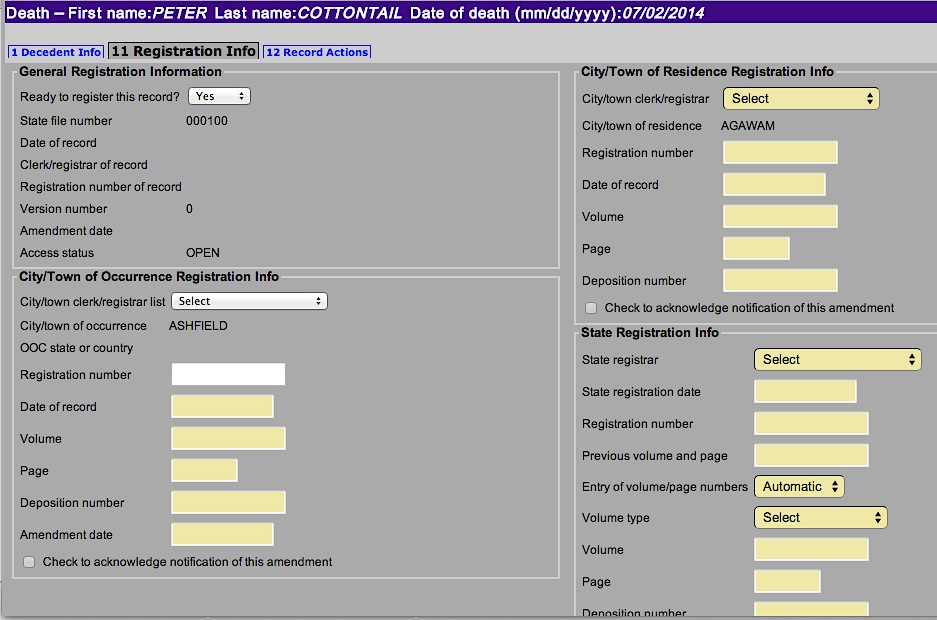 Death – First name:PETER Last name:COTTONTAIL Date of death (mm/dd/yyyy):07/02/2014
1 Decedent Info 11 Registration Info 12 Record Actions
General Registration Information
Ready to register this record? Yes
State file number 000100
Date of record
Clerk/registrar of record
Registration number of record
Version number 0
Amendment date
Access status OPEN
City/Town of Occurrence Registration Info
City/town clerk/registrar list Select
City/town of occurrence ASHFIELD
OOC state or country
Registration number
Date of record
Volume
Page
Deposition number
Amendment date
Check to acknowledge notification of this amendment
City/Town of Residence Registration Info
City/town clerk/registrar Select
City/town of residence AGAWAM
Registration number
Date of record
Volume
Page
Deposition number
Check to acknowledge notification of this amendment
State Registration Info
State registrar Select
State registration date
Registration number
Previous volume and page
Entry of volume/page numbers Automatic
Volume type Select
Volume
Page
Deposition number